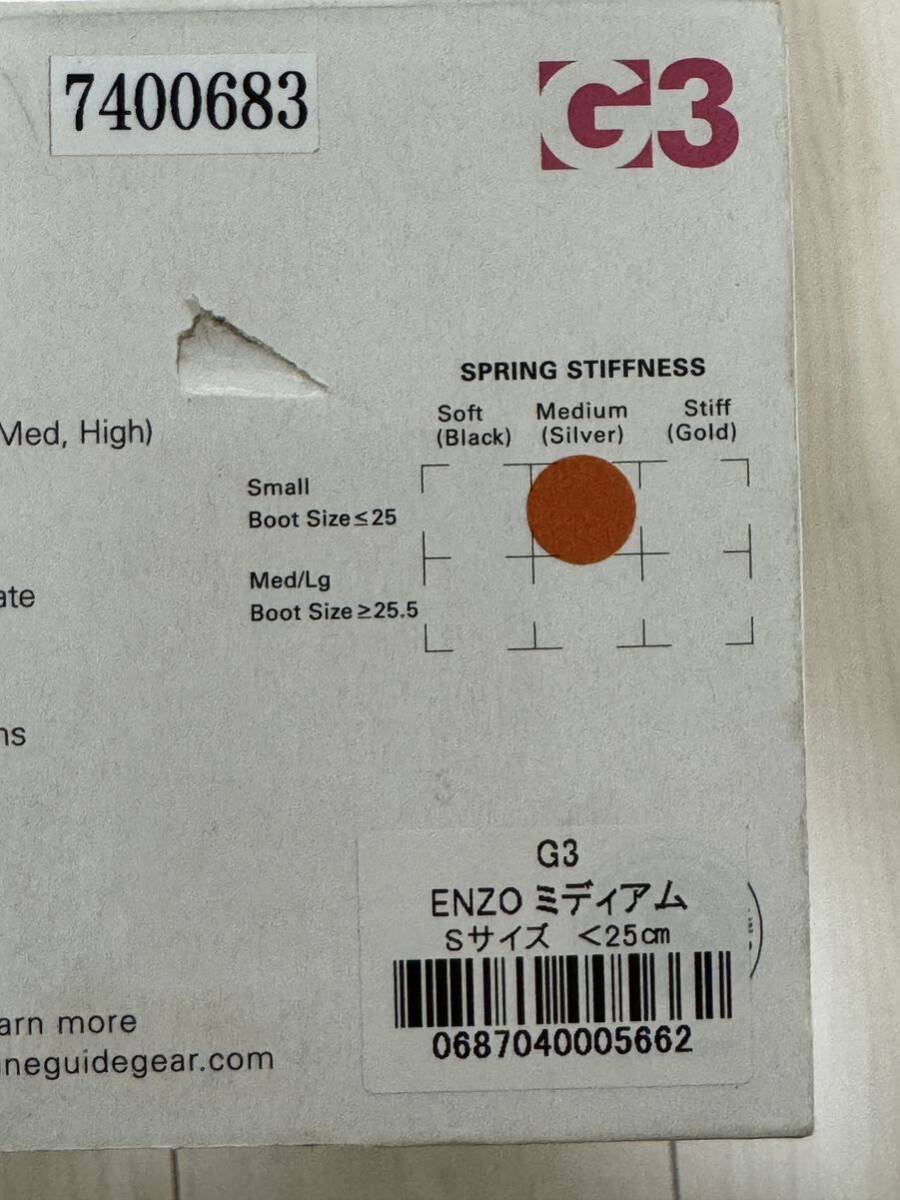 7400683
G3
SPRING STIFFNESS
Soft Medium Stiff
(Black) (Silver) (Gold)
Med, High)
Small
Boot Size≤25
Med/Lg
Boot Size≥25.5
ate
ns
G3
ENZO ミディアム
Sサイズ <25㎝
0687040005662
arn more
ineguidegear.com